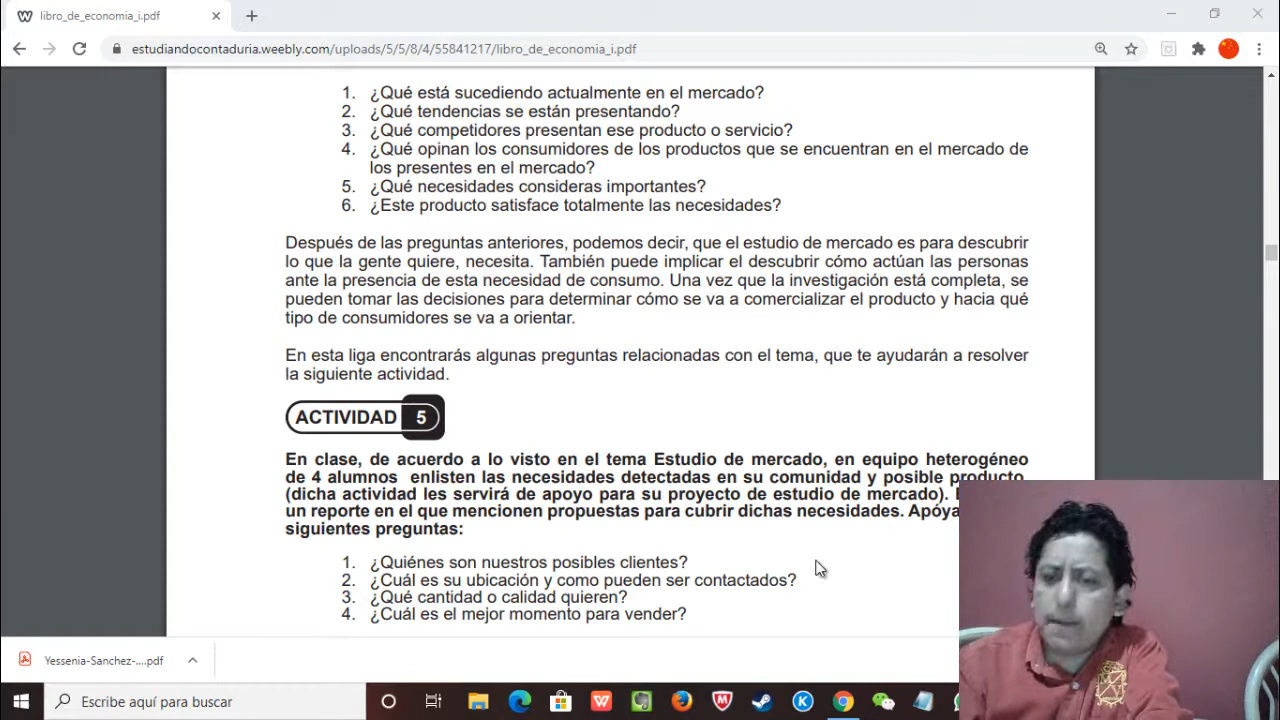 libro_de_economia_i.pdf
estudiandocontaduria.weebly.com/uploads/5/5/8/4/55841217/libro_de_economia_i.pdf
1. ¿Qué está sucediendo actualmente en el mercado?
2. ¿Qué tendencias se están presentando?
3. ¿Qué competidores presentan ese producto o servicio?
4. ¿Qué opinan los consumidores de los productos que se encuentran en el mercado de
los presentes en el mercado?
5. ¿Qué necesidades consideras importantes?
6. ¿Este producto satisface totalmente las necesidades?
Después de las preguntas anteriores, podemos decir, que el estudio de mercado es para descubrir
lo que la gente quiere, necesita. También puede implicar el descubrir cómo actúan las personas
ante la presencia de esta necesidad de consumo. Una vez que la investigación está completa, se
pueden tomar las decisiones para determinar cómo se va a comercializar el producto y hacia qué
tipo de consumidores se va a orientar.
En esta liga encontrarás algunas preguntas relacionadas con el tema, que te ayudarán a resolver
la siguiente actividad.
ACTIVIDAD 5
En clase, de acuerdo a lo visto en el tema Estudio de mercado, en equipo heterogéneo
de 4 alumnos enlisten las necesidades detectadas en su comunidad y posible producto
(dicha actividad les servirá de apoyo para su proyecto de estudio de mercado).
un reporte en el que mencionen propuestas para cubrir dichas necesidades.
siguientes preguntas:
1. ¿Quiénes son nuestros posibles clientes?
2. ¿Cuál es su ubicación y como pueden ser contactados?
3. ¿Qué cantidad o calidad quieren?
4. ¿Cuál es el mejor momento para vender?
Yessenia-Sanchez-....pdf
Escribe aquí para buscar